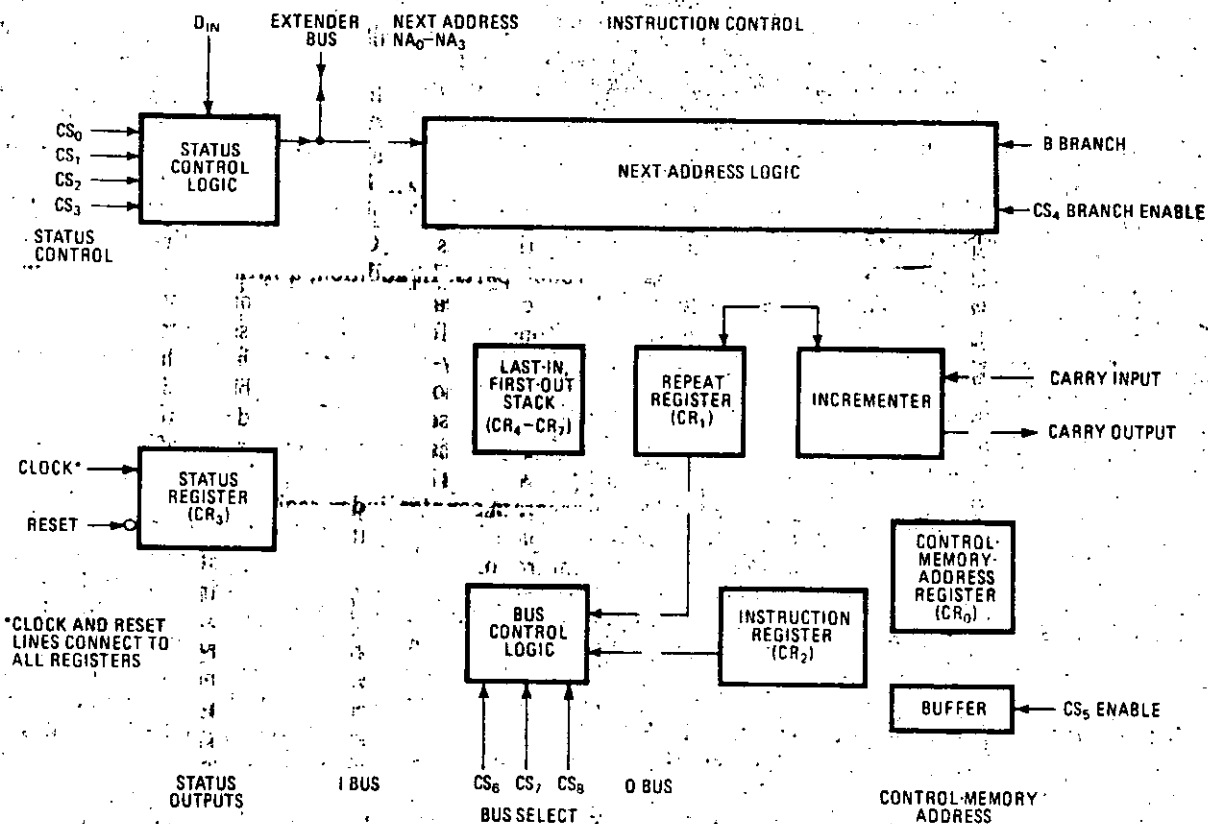 D_IN
EXTENDER
BUS
NEXT ADDRESS
NA₀–NA₃
INSTRUCTION CONTROL
CS₀
CS₁
CS₂
CS₃
STATUS
CONTROL
STATUS
CONTROL
LOGIC
NEXT-ADDRESS LOGIC
B BRANCH
CS₄ BRANCH ENABLE
LAST-IN,
FIRST-OUT
STACK
(CR₄–CR₇)
REPEAT
REGISTER
(CR₁)
INCREMENTER
CARRY INPUT
CARRY OUTPUT
CLOCK*
RESET
STATUS
REGISTER
(CR₃)
*CLOCK AND RESET
LINES CONNECT TO
ALL REGISTERS
BUS
CONTROL
LOGIC
INSTRUCTION
REGISTER
(CR₂)
CONTROL-
MEMORY-
ADDRESS
REGISTER
(CR₀)
BUFFER
CS₅ ENABLE
STATUS
OUTPUTS
I BUS
CS₆ CS₇ CS₈
BUS SELECT
O BUS
CONTROL-MEMORY
ADDRESS